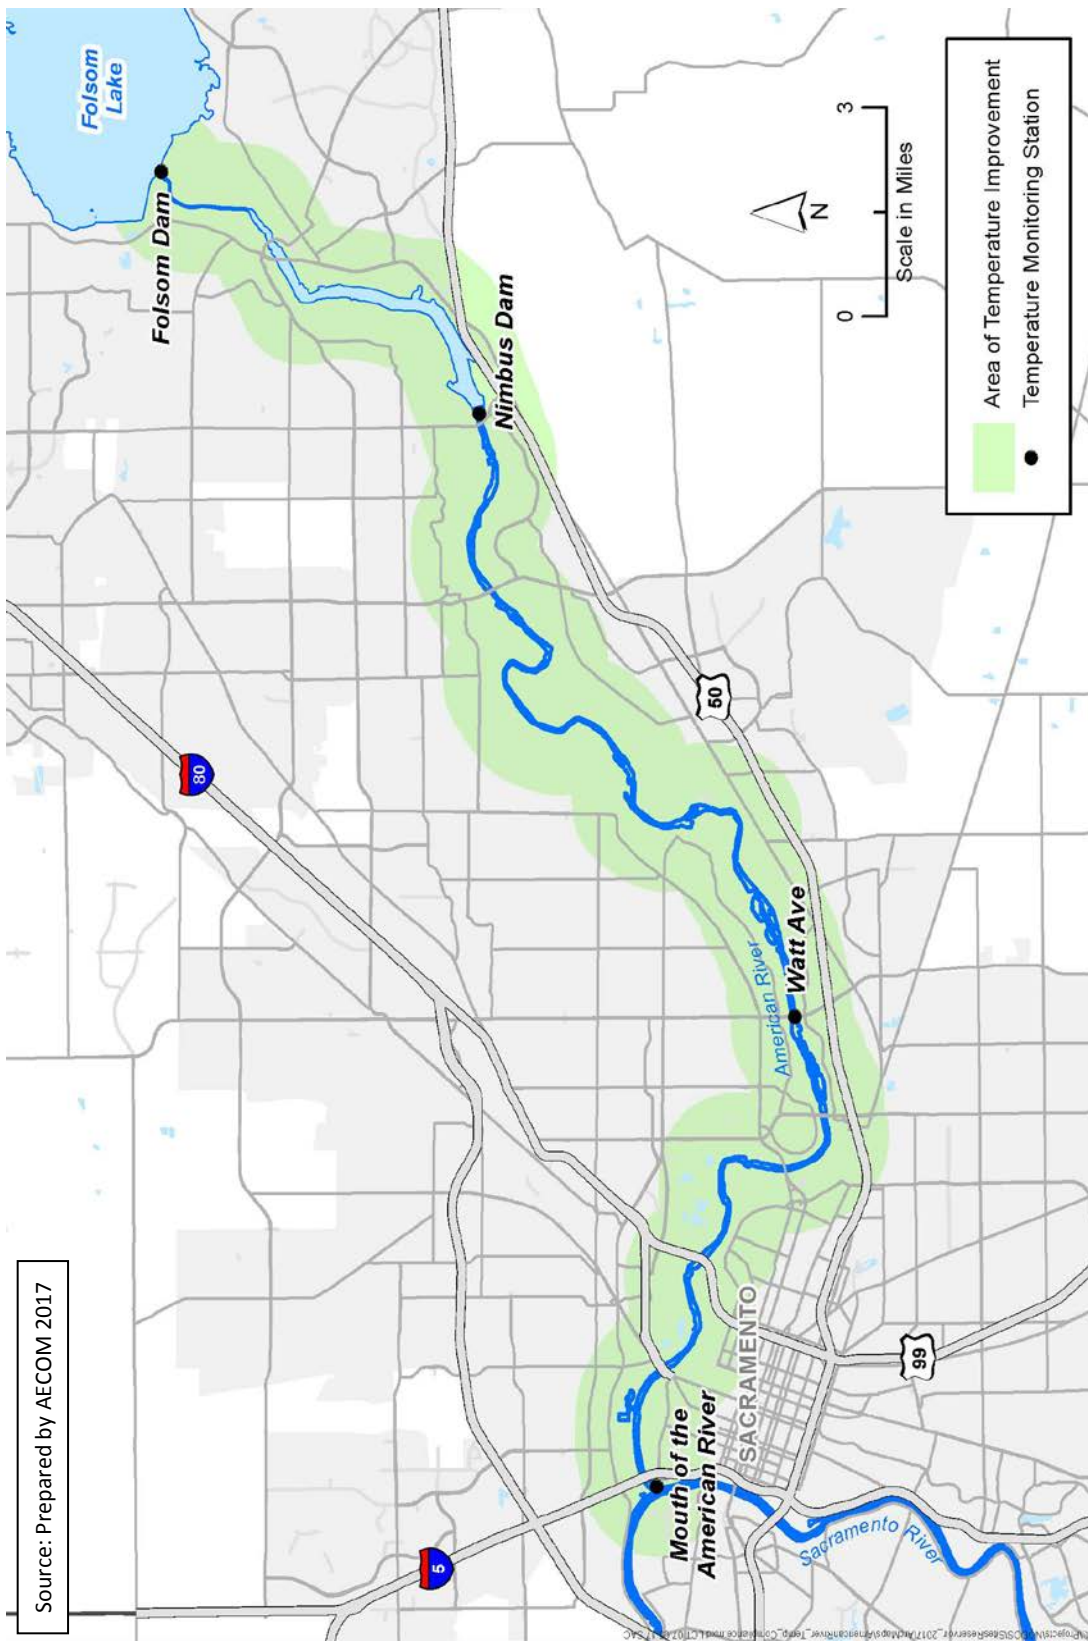 Source: Prepared by AECOM 2017
Folsom
Lake
Folsom Dam
Nimbus Dam
80
50
American River
Watt Ave
SACRAMENTO
Mouth of the
American River
5
99
Sacramento River
N
0
3
Scale in Miles
Area of Temperature Improvement
Temperature Monitoring Station